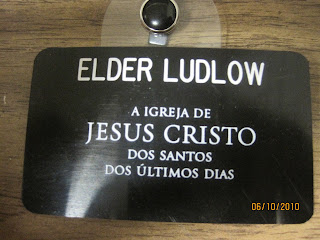 ELDER LUDLOW
A IGREJA DE
JESUS CRISTO
DOS SANTOS
DOS ÚLTIMOS DIAS
06/10/2010